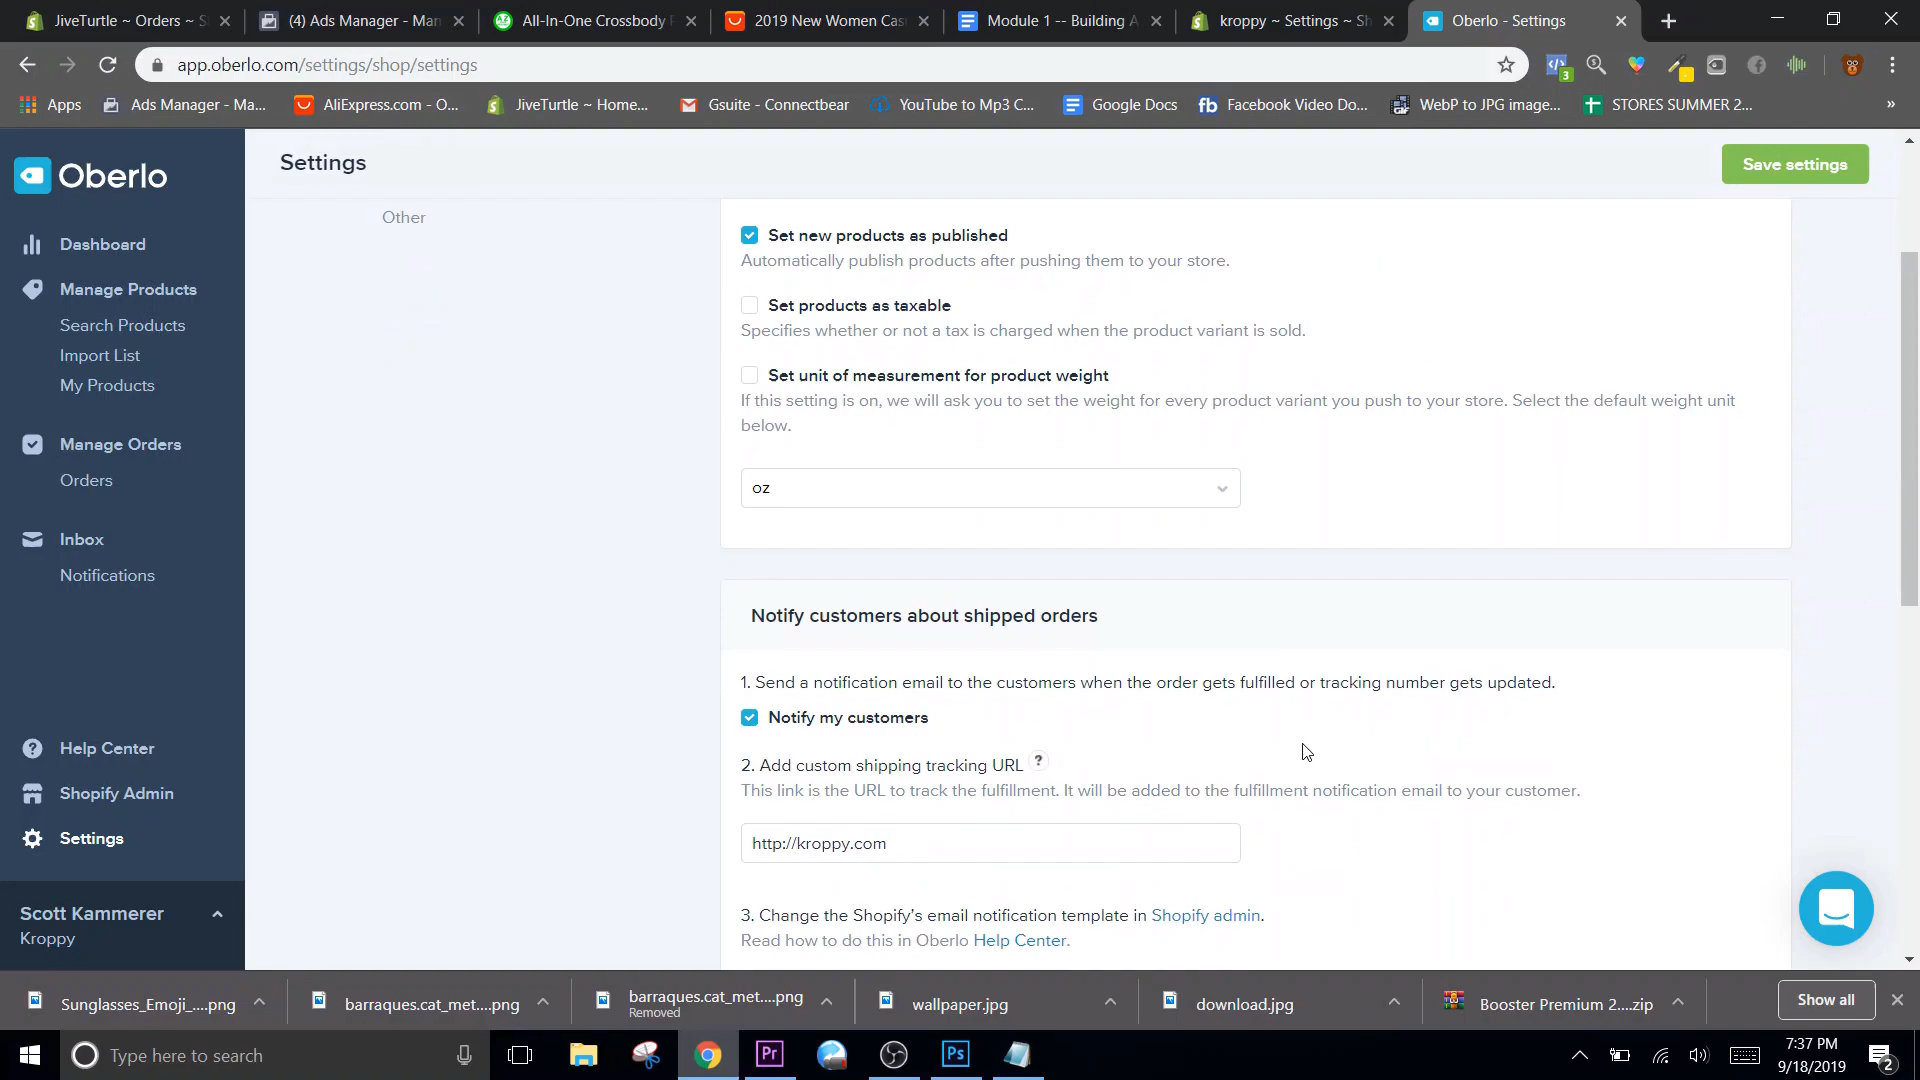 JiveTurtle ~ Orders ~ S
(4) Ads Manager - Man
All-In-One Crossbody
2019 New Women Cas
Module 1 -- Building A
kroppy ~ Settings ~ Sh
Oberlo - Settings
app.oberlo.com/settings/shop/settings
3
Apps
Ads Manager - Ma...
AliExpress.com - O...
JiveTurtle ~ Home...
Gsuite - Connectbear
YouTube to Mp3 C...
Google Docs
fb Facebook Video Do...
WebP to JPG image...
STORES SUMMER 2...
»
Oberlo
Settings
Save settings
Dashboard
Manage Products
Search Products
Import List
My Products
Manage Orders
Orders
Inbox
Notifications
Help Center
Shopify Admin
Settings
Scott Kammerer
Kroppy
Other
Set new products as published
Automatically publish products after pushing them to your store.
Set products as taxable
Specifies whether or not a tax is charged when the product variant is sold.
Set unit of measurement for product weight
If this setting is on, we will ask you to set the weight for every product variant you push to your store. Select the default weight unit
below.
oz
Notify customers about shipped orders
1. Send a notification email to the customers when the order gets fulfilled or tracking number gets updated.
Notify my customers
2. Add custom shipping tracking URL ?
This link is the URL to track the fulfillment. It will be added to the fulfillment notification email to your customer.
http://kroppy.com
3. Change the Shopify's email notification template in Shopify admin.
Read how to do this in Oberlo Help Center.
Sunglasses_Emoji_....png
barraques.cat_met....png
barraques.cat_met....png
Removed
wallpaper.jpg
download.jpg
Booster Premium 2....zip
Show all
Type here to search
Pr
Ps
7:37 PM
9/18/2019
2